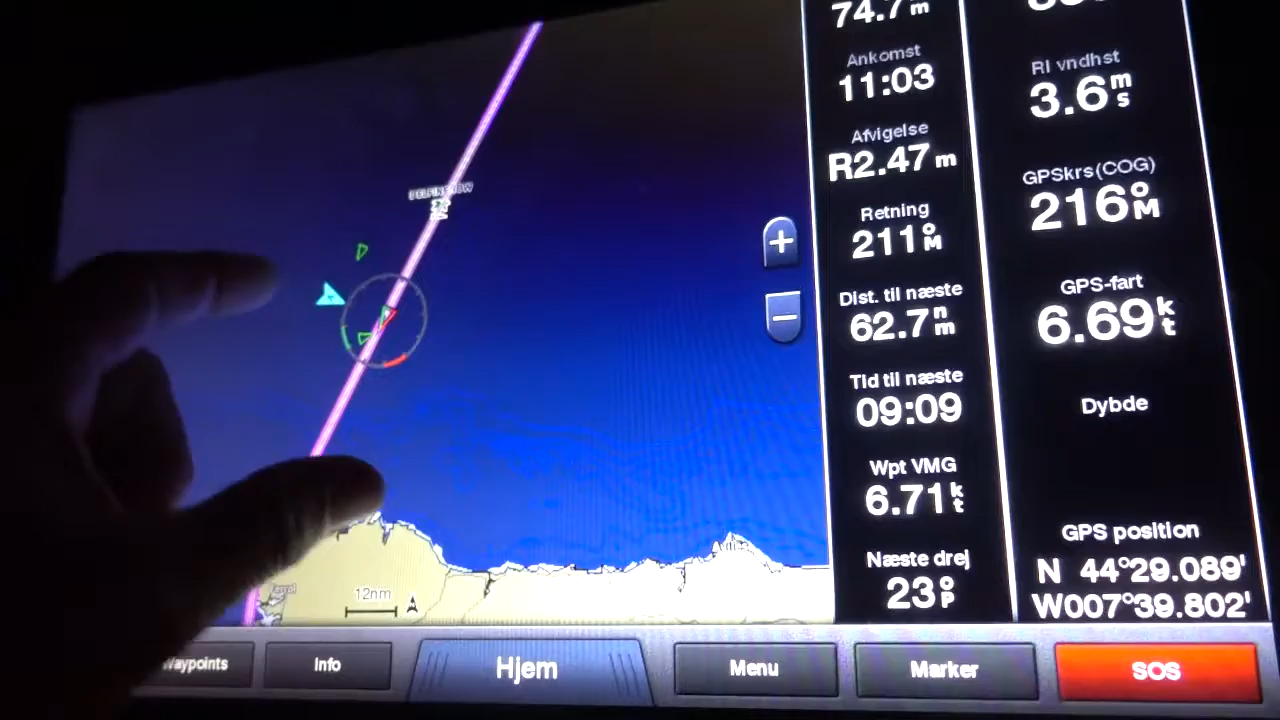 74.7 m
Ankomst
11:03
Afvigelse
R2.47 m
Retning
211°M
Dist. til næste
62.7 nm
Tid til næste
09:09
Wpt VMG
6.71 kt
Næste drej
23°P
Rl vndhst
3.6 m s
GPSkrs(COG)
216°M
GPS-fart
6.69 kt
Dybde
GPS position
N 44°29.089'
W007°39.802'
+
−
12nm
Waypoints
Info
Hjem
Menu
Marker
SOS